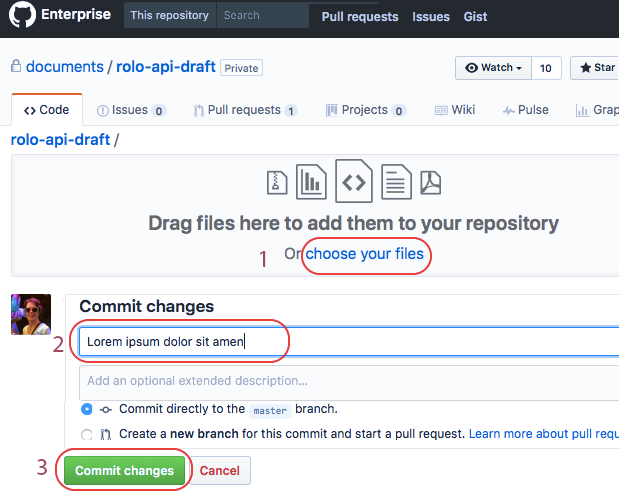 Enterprise This repository Search Pull requests Issues Gist
documents / rolo-api-draft Private Watch 10 Star
Code Issues 0 Pull requests 1 Projects 0 Wiki Pulse Grap
rolo-api-draft /
Drag files here to add them to your repository
1 Or choose your files
Commit changes
2 Lorem ipsum dolor sit amen
Add an optional extended description...
Commit directly to the master branch.
Create a new branch for this commit and start a pull request. Learn more about pull requ
3 Commit changes Cancel